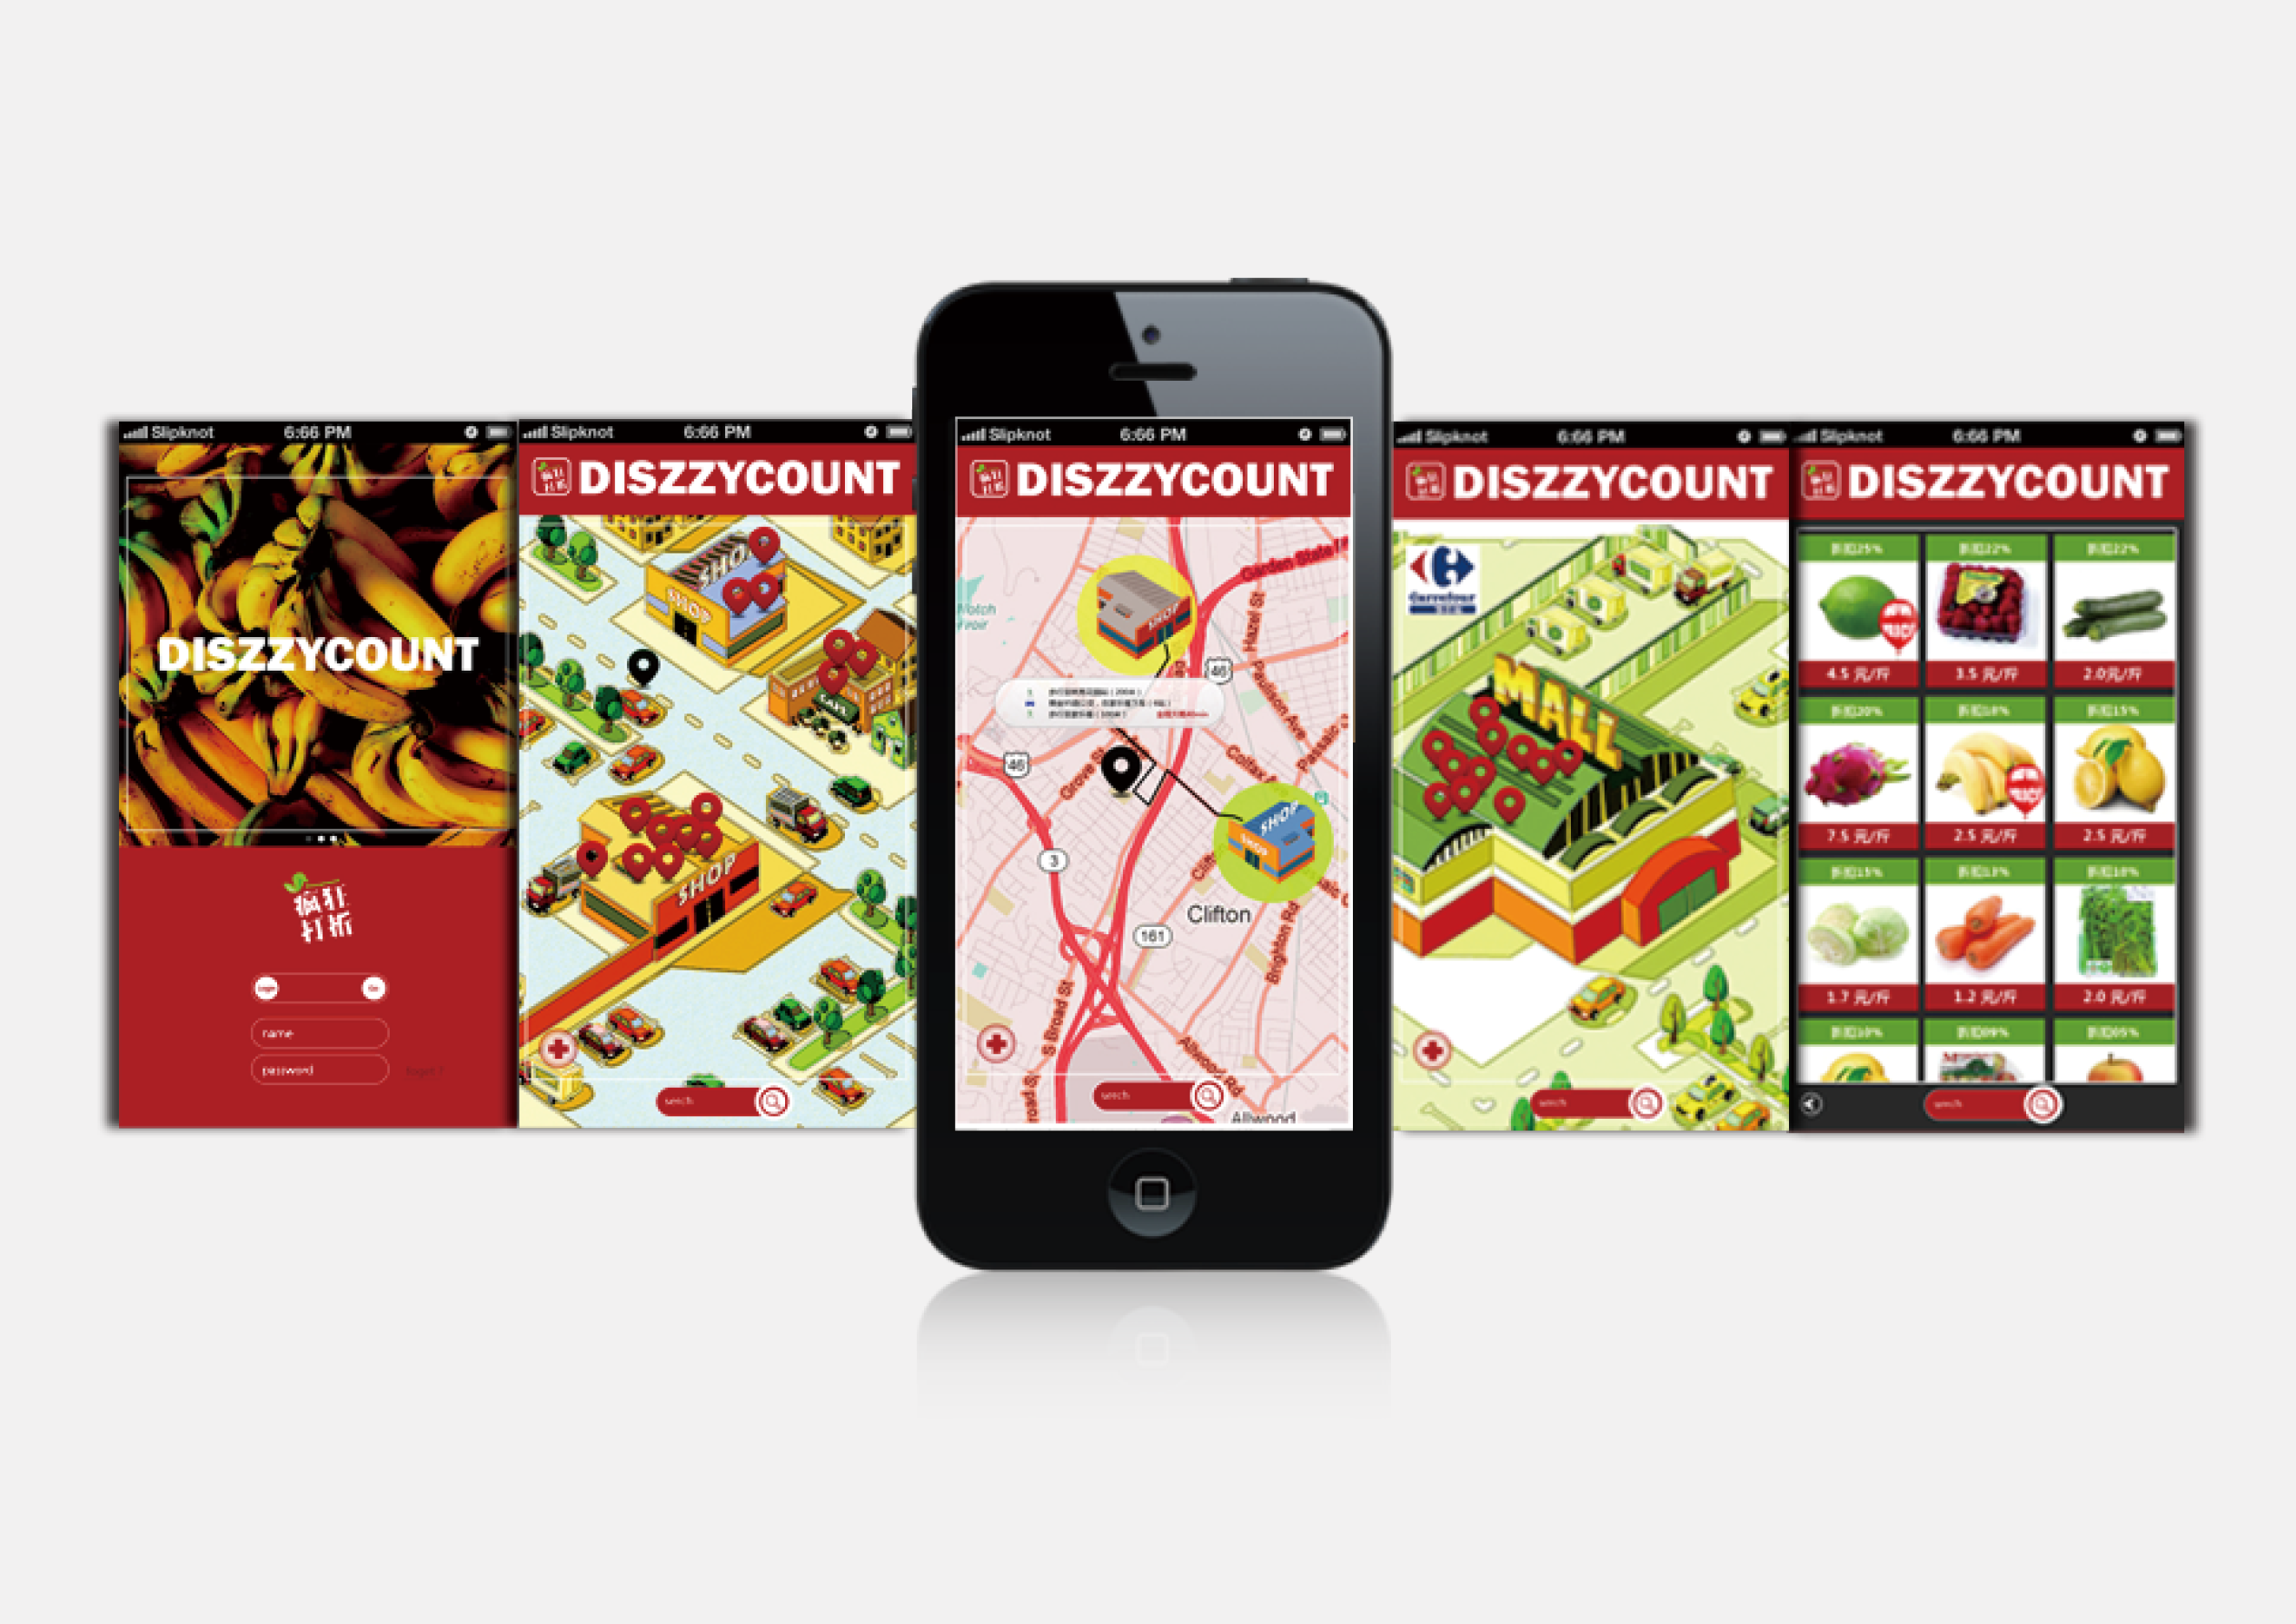 Slipknot 6:66 PM
DISZZYCOUNT
疯狂
打折
Login Go
name
password
Forget ?
Slipknot 6:66 PM
DISZZYCOUNT
SHOP
SHOP
SHOP
Slipknot 6:66 PM
DISZZYCOUNT
Garden State
Hazel St
46
Paulison Ave
Passaic
46
Grove St
Colfax
SHOP
SHOP
SHOP
3
Clifton
161
Brighton Rd
S Broad St
Allwood Rd
Allwood
serch
Slipknot 6:66 PM
DISZZYCOUNT
Carrefour
MALL
serch
Slipknot 6:66 PM
DISZZYCOUNT
折扣25% 折扣22% 折扣22%
4.5 元/斤 3.5 元/斤 2.0元/斤
折扣20% 折扣18% 折扣15%
7.5 元/斤 2.5 元/斤 2.5 元/斤
折扣15% 折扣13% 折扣10%
1.7 元/斤 1.2 元/斤 2.0 元/斤
折扣10% 折扣09% 折扣05%
serch